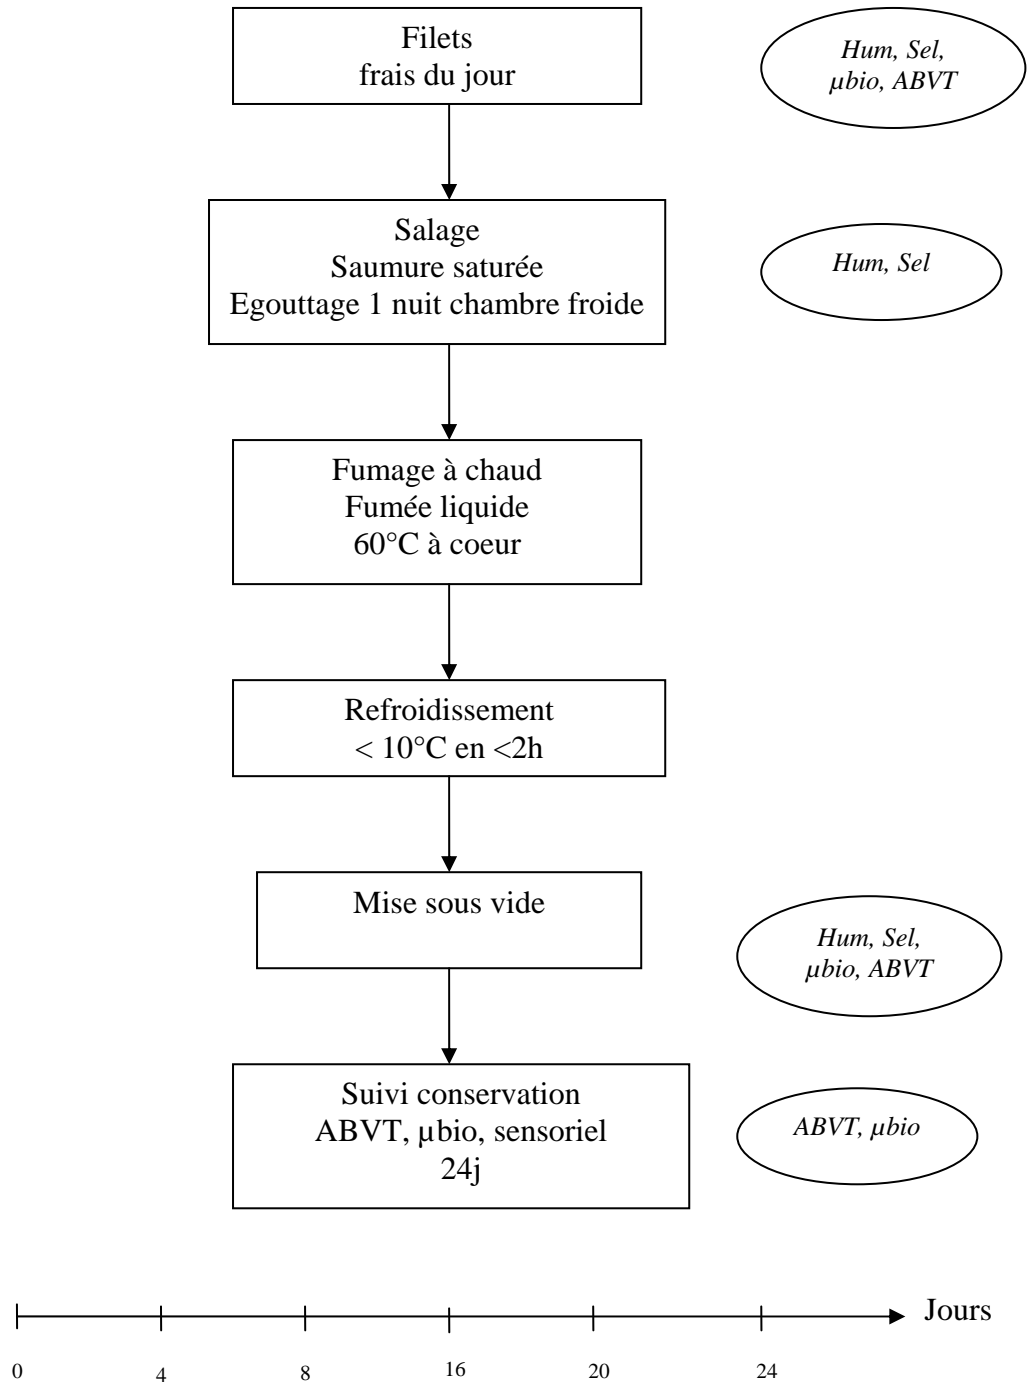 Filets
frais du jour
Hum, Sel,
µbio, ABVT
Salage
Saumure saturée
Egouttage 1 nuit chambre froide
Hum, Sel
Fumage à chaud
Fumée liquide
60°C à coeur
Refroidissement
< 10°C en <2h
Mise sous vide
Hum, Sel,
µbio, ABVT
Suivi conservation
ABVT, µbio, sensoriel
24j
ABVT, µbio
Jours
0 4 8 16 20 24